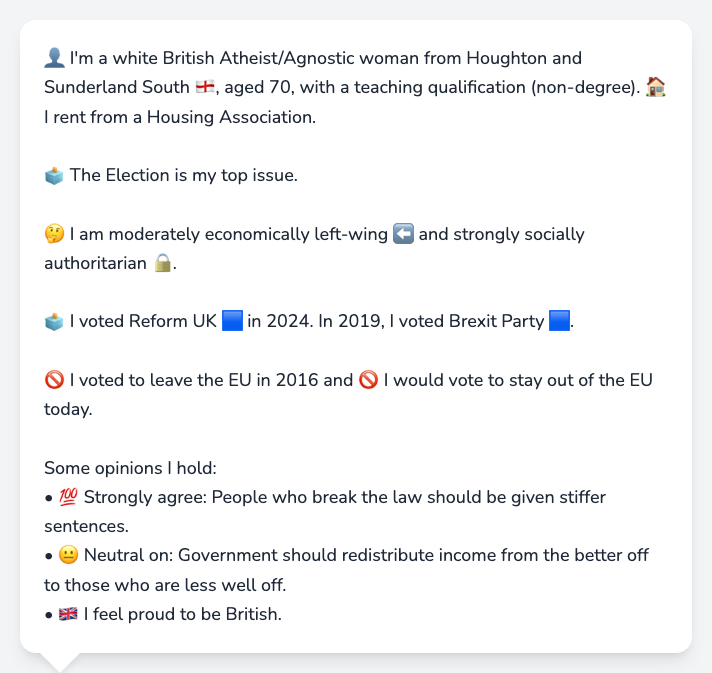 👤 I'm a white British Atheist/Agnostic woman from Houghton and
Sunderland South 🏴󠁧󠁢󠁥󠁮󠁧󠁿, aged 70, with a teaching qualification (non-degree). 🏠
I rent from a Housing Association.
🗳️ The Election is my top issue.
🤔 I am moderately economically left-wing ⬅️ and strongly socially
authoritarian 🔒.
🗳️ I voted Reform UK 🟦 in 2024. In 2019, I voted Brexit Party 🟦.
🚫 I voted to leave the EU in 2016 and 🚫 I would vote to stay out of the EU
today.
Some opinions I hold:
• 💯 Strongly agree: People who break the law should be given stiffer
sentences.
• 😐 Neutral on: Government should redistribute income from the better off
to those who are less well off.
• 🇬🇧 I feel proud to be British.